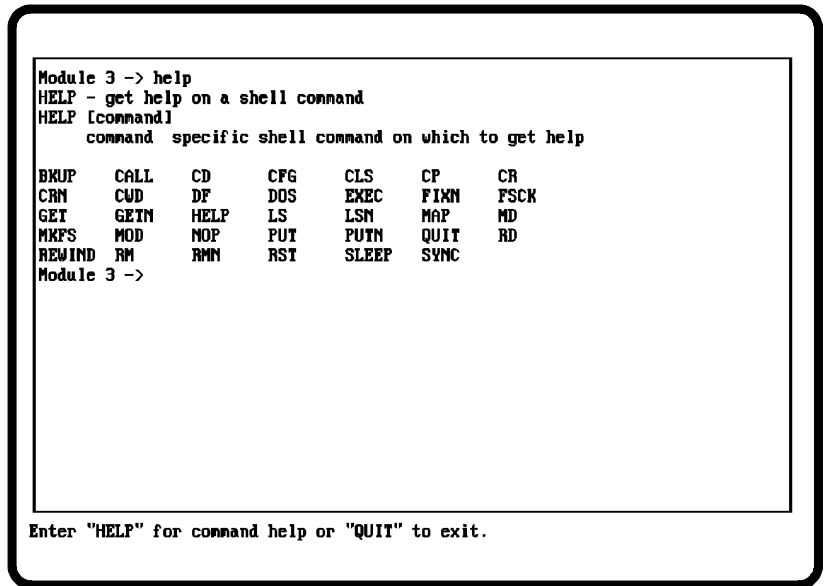 Module 3 -> help
HELP - get help on a shell command
HELP [command]
command specific shell command on which to get help
BKUP CALL CD CFG CLS CP CR
CRN CWD DF DOS EXEC FIXN FSCK
GET GETN HELP LS LSN MAP MD
MKFS MOD NOP PUT PUTN QUIT RD
REWIND RM RMN RST SLEEP SYNC
Module 3 ->
Enter "HELP" for command help or "QUIT" to exit.